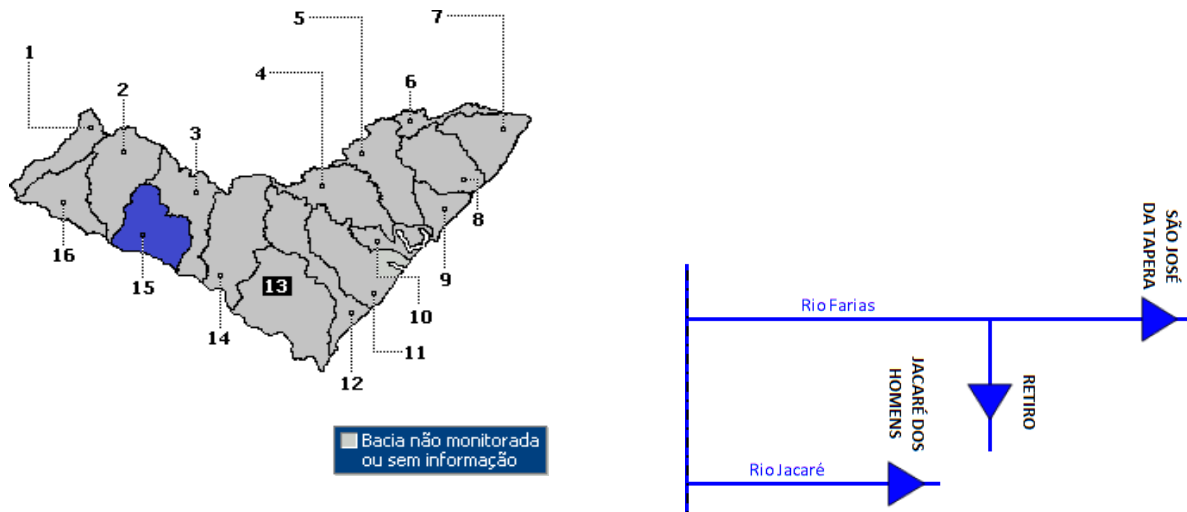 1
2
3
4
5
6
7
8
9
10
11
12
13
14
15
16
Bacia não monitorada
ou sem informação
Rio Farias
SÃO JOSÉ
DA TAPERA
JACARÉ DOS
HOMENS
RETIRO
Rio Jacaré